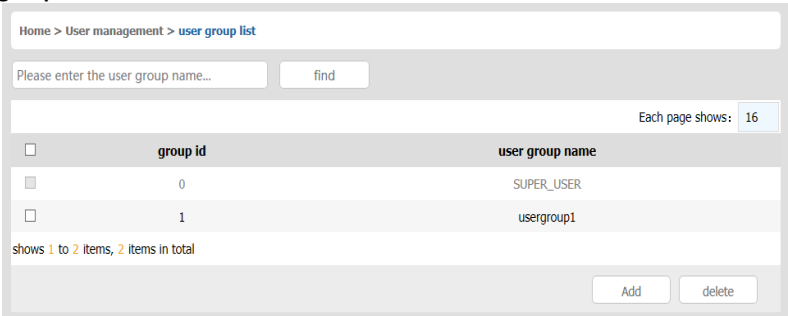 Home > User management > user group list
Please enter the user group name... find
Each page shows: 16
group id user group name
0 SUPER_USER
1 usergroup1
shows 1 to 2 items, 2 items in total
Add delete